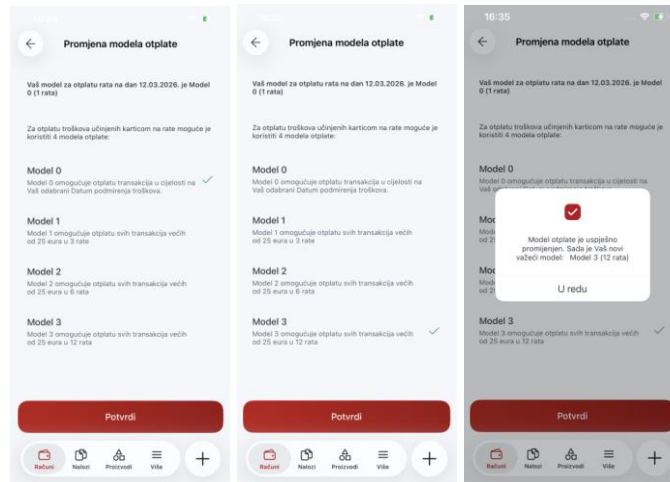 Promjena modela otplate
Vaš model za otplatu rata na dan 12.03.2026. je Model
0 (1 rata)
Za otplatu troškova učinjenih karticom na rate moguće je
koristiti 4 modela otplate:
Model 0
Model 0 omogućuje otplatu transakcija u cijelosti na
Vaš odabrani Datum podmirenja troškova.
Model 1
Model 1 omogućuje otplatu svih transakcija većih
od 25 eura u 3 rate
Model 2
Model 2 omogućuje otplatu svih transakcija većih
od 25 eura u 6 rata
Model 3
Model 3 omogućuje otplatu svih transakcija većih
od 25 eura u 12 rata
Potvrdi
Računi Nalozi Proizvodi Više
Promjena modela otplate
Vaš model za otplatu rata na dan 12.03.2026. je Model
0 (1 rata)
Za otplatu troškova učinjenih karticom na rate moguće je
koristiti 4 modela otplate:
Model 0
Model 0 omogućuje otplatu transakcija u cijelosti na
Vaš odabrani Datum podmirenja troškova.
Model 1
Model 1 omogućuje otplatu svih transakcija većih
od 25 eura u 3 rate
Model 2
Model 2 omogućuje otplatu svih transakcija većih
od 25 eura u 6 rata
Model 3
Model 3 omogućuje otplatu svih transakcija većih
od 25 eura u 12 rata
Potvrdi
Računi Nalozi Proizvodi Više
16:35
Promjena modela otplate
Vaš model za otplatu rata na dan 12.03.2026. je Model
0 (1 rata)
Za otplatu troškova učinjenih karticom na rate moguće je
koristiti 4 modela otplate:
Model 0
Model 0 omogućuje otplatu transakcija u cijelosti na
Model otplate je uspješno
promijenjen. Sada je Vaš novi
važeći model: Model 3 (12 rata)
U redu
Model 3
Model 3 omogućuje otplatu svih transakcija većih
od 25 eura u 12 rata
Potvrdi
Računi Nalozi Proizvodi Više